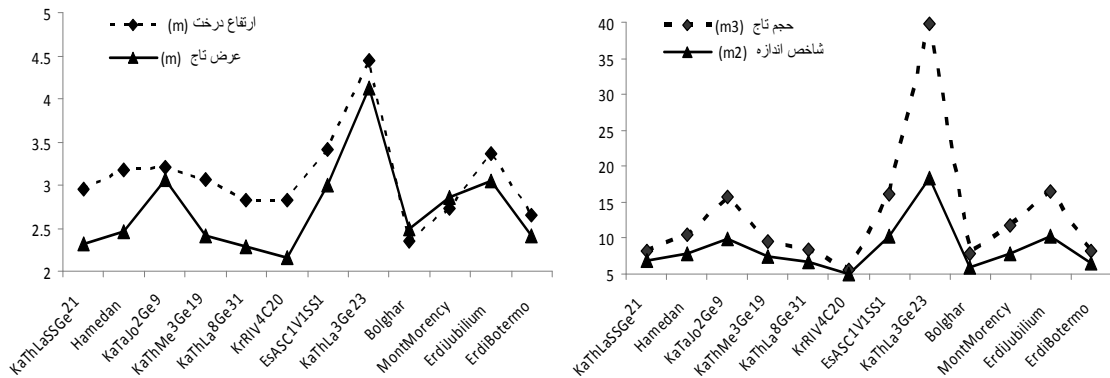 ارتفاع درخت (m)
عرض تاج (m)
5
4.5
4
3.5
3
2.5
2
KaThLaSSGe21
Hamedan
KaTaJo2Ge9
KaThMe3Ge19
KaThLa8Ge31
KrRIV4C20
EsASC1V1SS1
KaThLa3Ge23
Bolghar
MontMorency
ErdiJubilium
ErdiBotermo
حجم تاج (m3)
شاخص اندازه (m2)
40
35
30
25
20
15
10
5
KaThLaSSGe21
Hamedan
KaTaJo2Ge9
KaThMe3Ge19
KaThLa8Ge31
KrRIV4C20
EsASC1V1SS1
KaThLa3Ge23
Bolghar
MontMorency
ErdiJubilium
ErdiBotermo